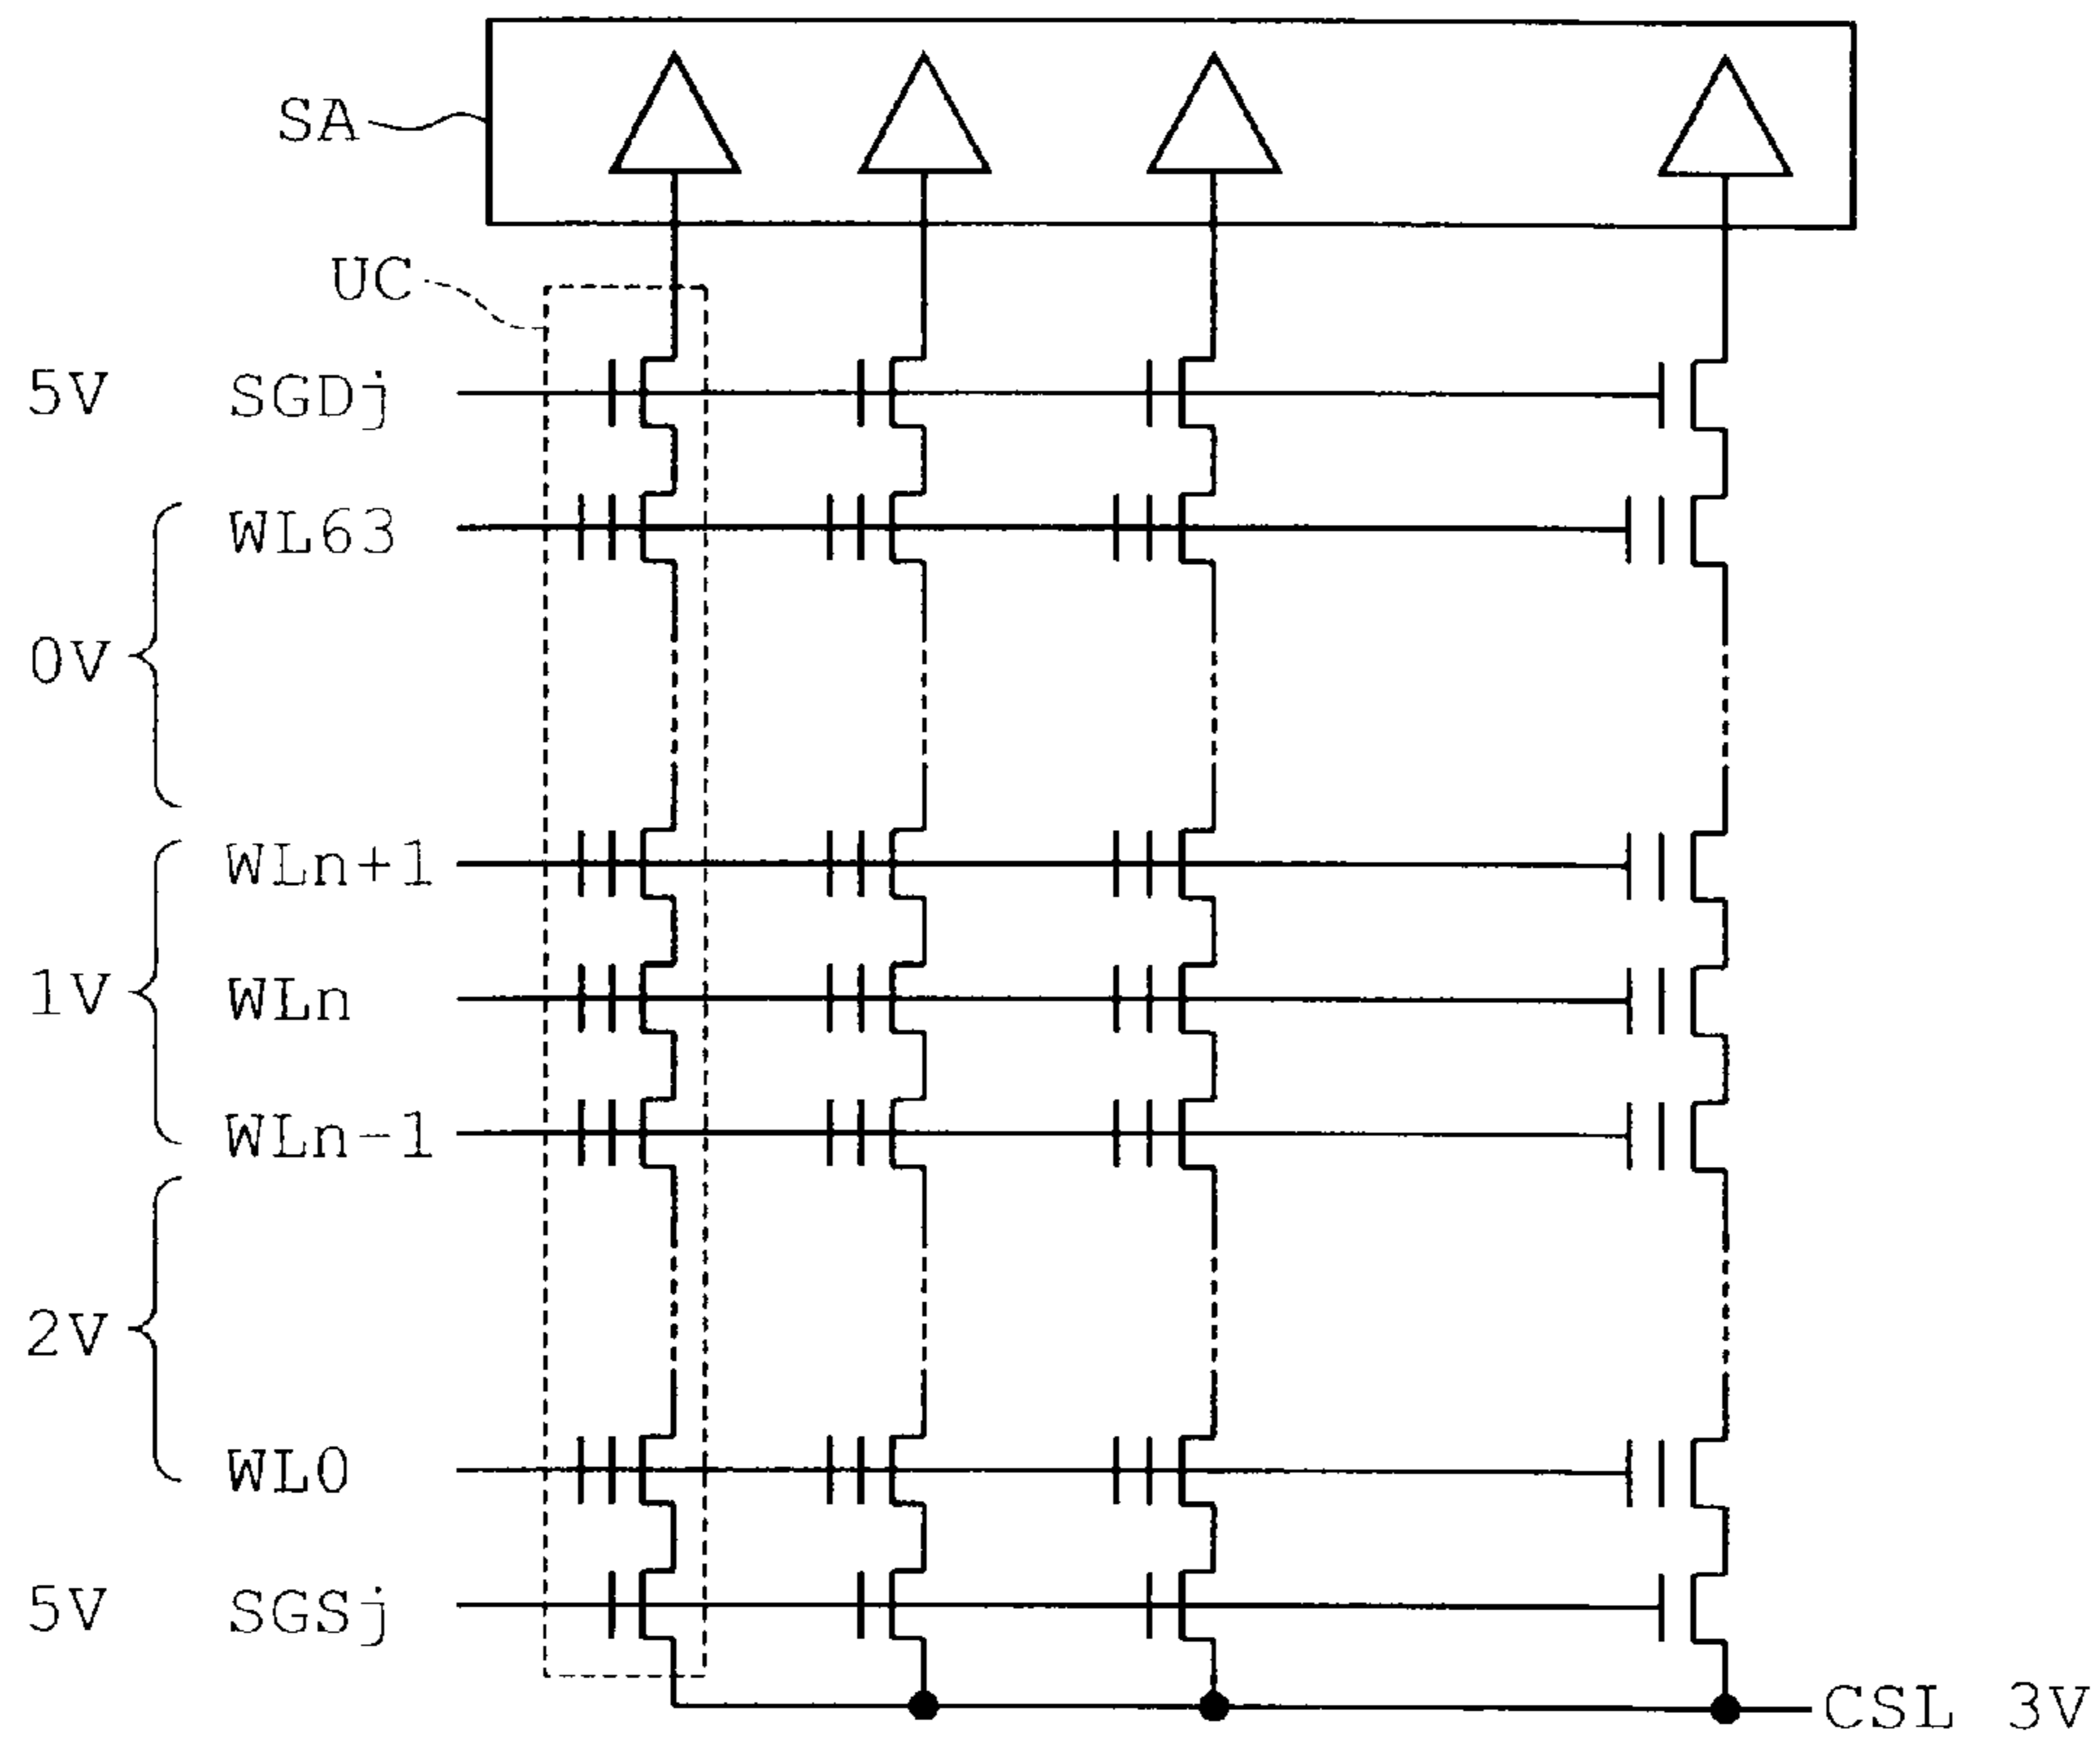 SA
UC
5V SGDj
WL63
0V
WLn+1
1V WLn
WLn-1
2V
WL0
5V SGSj
CSL 3V